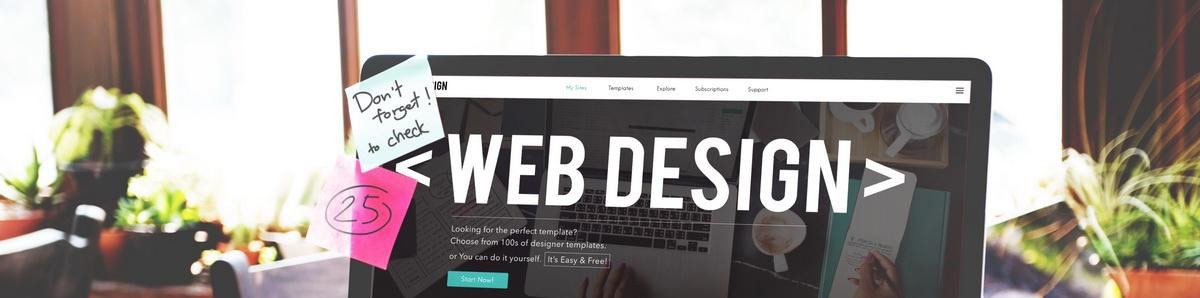 Don't
forget!
to check
25
IGN
My Sites Templates Explore Subscriptions Support
<WEB DESIGN>
Looking for the perfect template?
Choose from 100s of designer templates.
or You can do it yourself. It's Easy & Free!
Start Now!